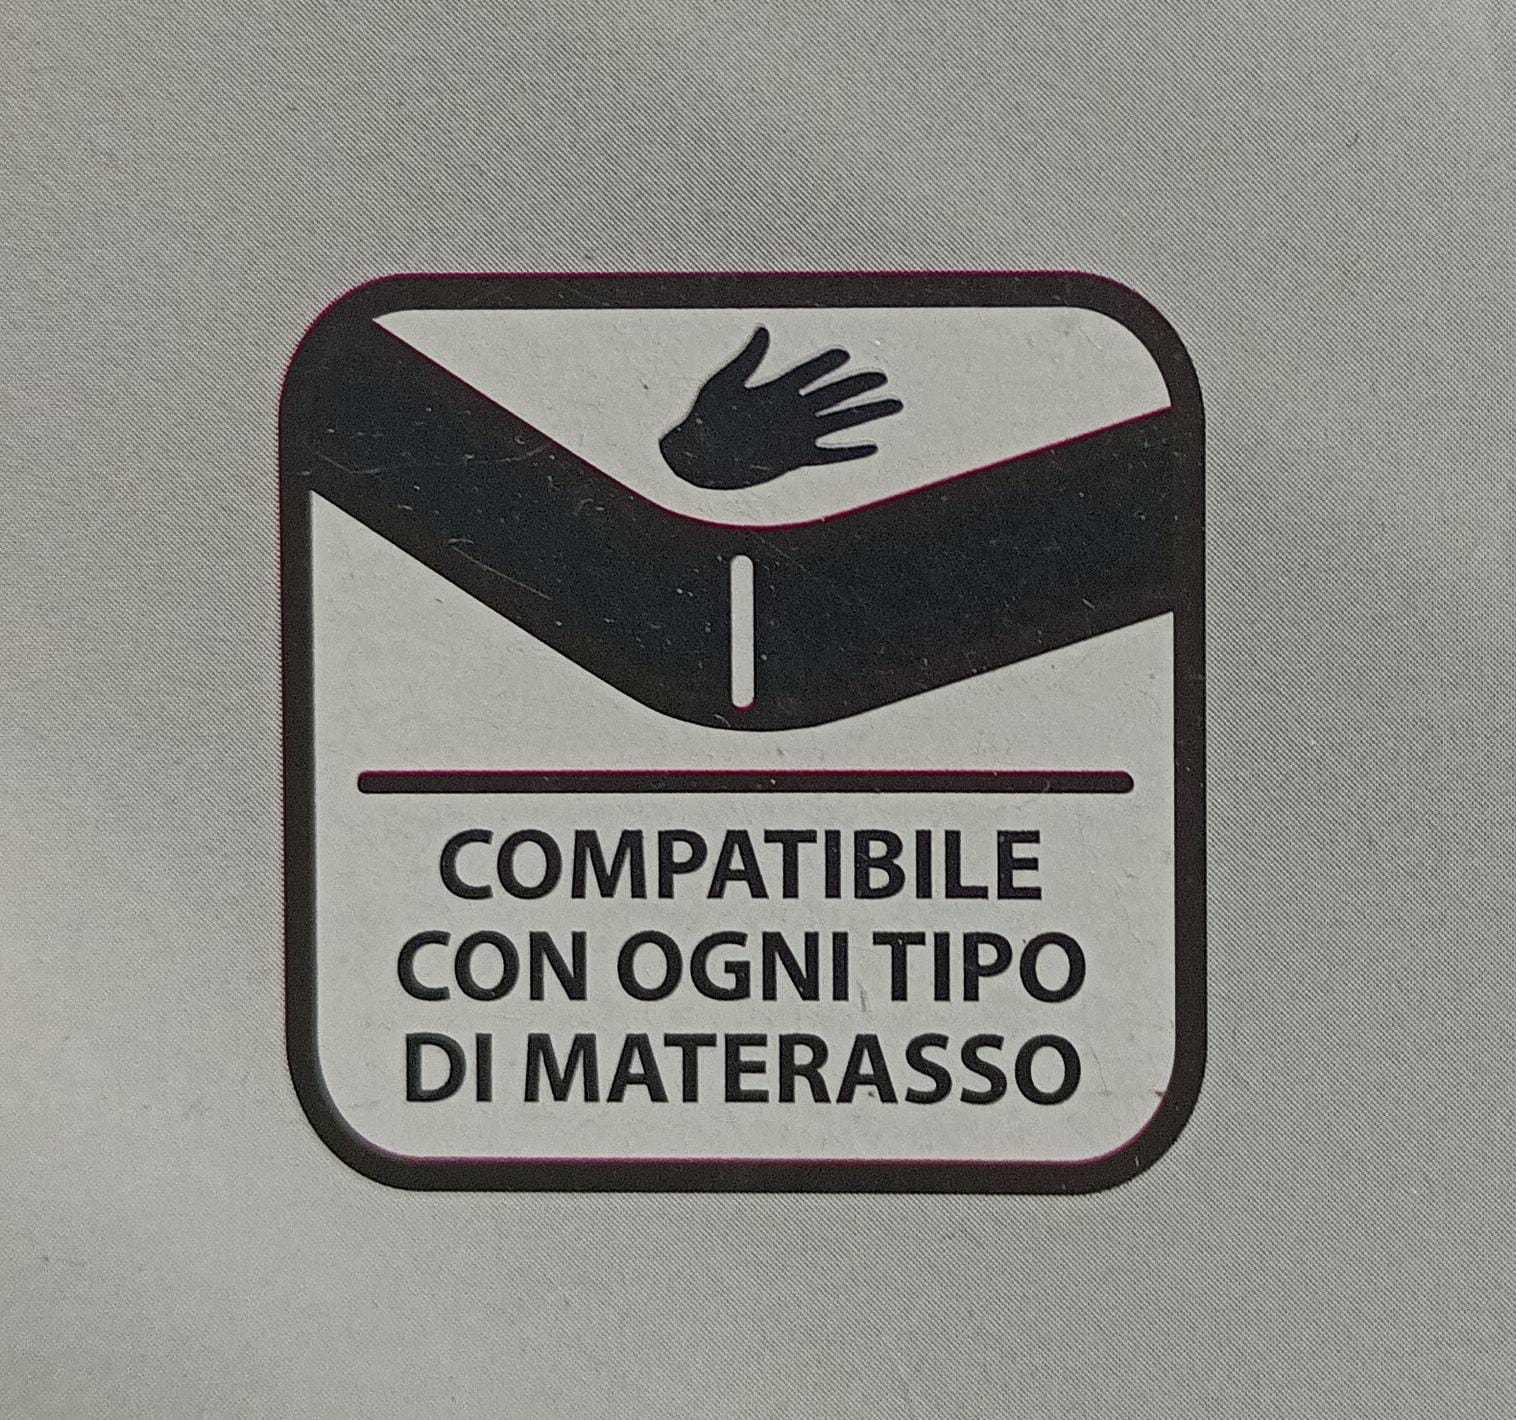 COMPATIBILE
CON OGNI TIPO
DI MATERASSO